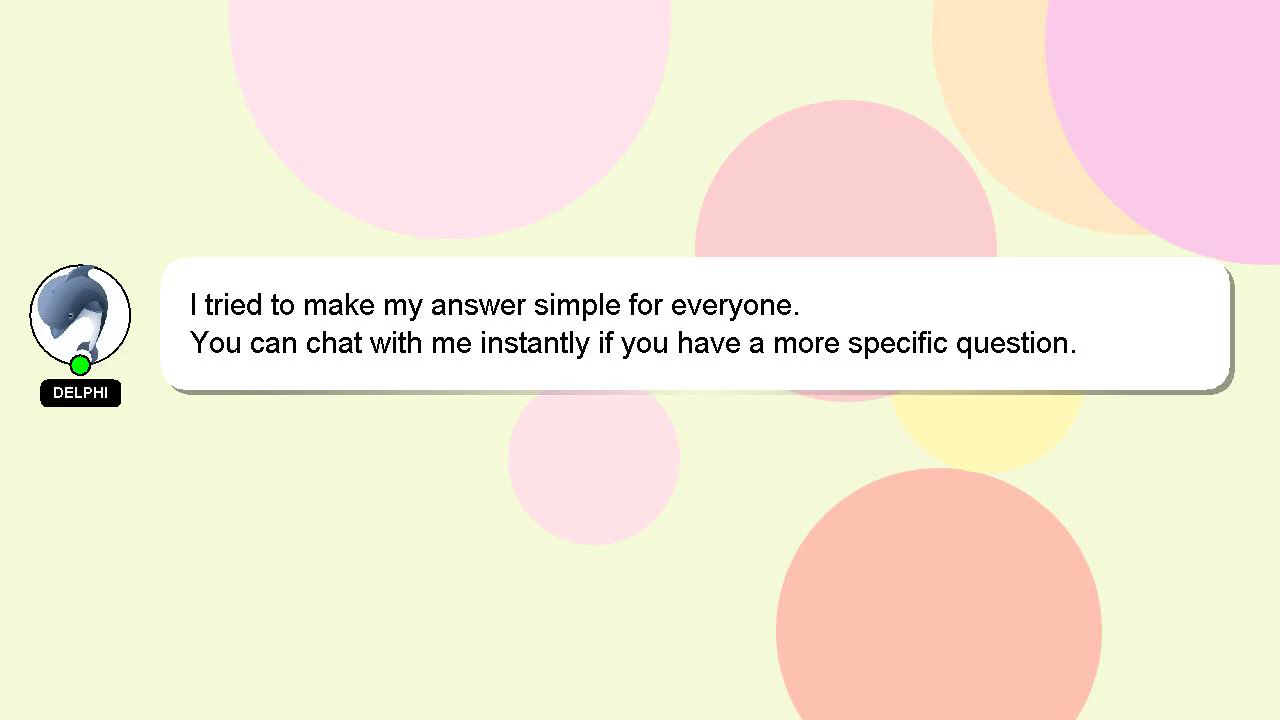 I tried to make my answer simple for everyone.
You can chat with me instantly if you have a more specific question.
DELPHI